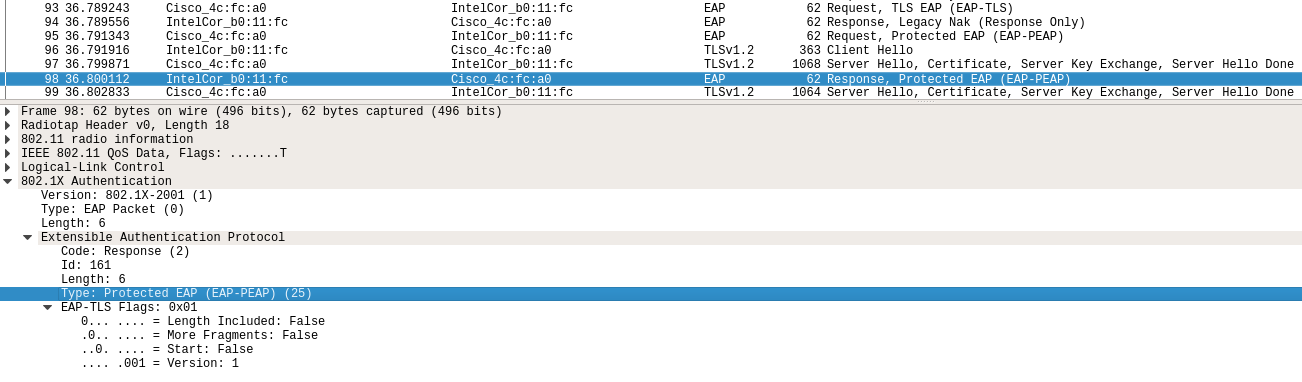 93 36.789243 Cisco_4c:fc:a0 IntelCor_b0:11:fc EAP 62 Request, TLS EAP (EAP-TLS)
94 36.789556 IntelCor_b0:11:fc Cisco_4c:fc:a0 EAP 62 Response, Legacy Nak (Response Only)
95 36.791343 Cisco_4c:fc:a0 IntelCor_b0:11:fc EAP 62 Request, Protected EAP (EAP-PEAP)
96 36.791916 IntelCor_b0:11:fc Cisco_4c:fc:a0 TLSv1.2 363 Client Hello
97 36.799871 Cisco_4c:fc:a0 IntelCor_b0:11:fc TLSv1.2 1068 Server Hello, Certificate, Server Key Exchange, Server Hello Done
98 36.800112 IntelCor_b0:11:fc Cisco_4c:fc:a0 EAP 62 Response, Protected EAP (EAP-PEAP)
99 36.802833 Cisco_4c:fc:a0 IntelCor_b0:11:fc TLSv1.2 1064 Server Hello, Certificate, Server Key Exchange, Server Hello Done
Frame 98: 62 bytes on wire (496 bits), 62 bytes captured (496 bits)
Radiotap Header v0, Length 18
802.11 radio information
IEEE 802.11 QoS Data, Flags: .......T
Logical-Link Control
802.1X Authentication
Version: 802.1X-2001 (1)
Type: EAP Packet (0)
Length: 6
Extensible Authentication Protocol
Code: Response (2)
Id: 161
Length: 6
Type: Protected EAP (EAP-PEAP) (25)
EAP-TLS Flags: 0x01
0... .... = Length Included: False
.0.. .... = More Fragments: False
..0. .... = Start: False
.... .001 = Version: 1